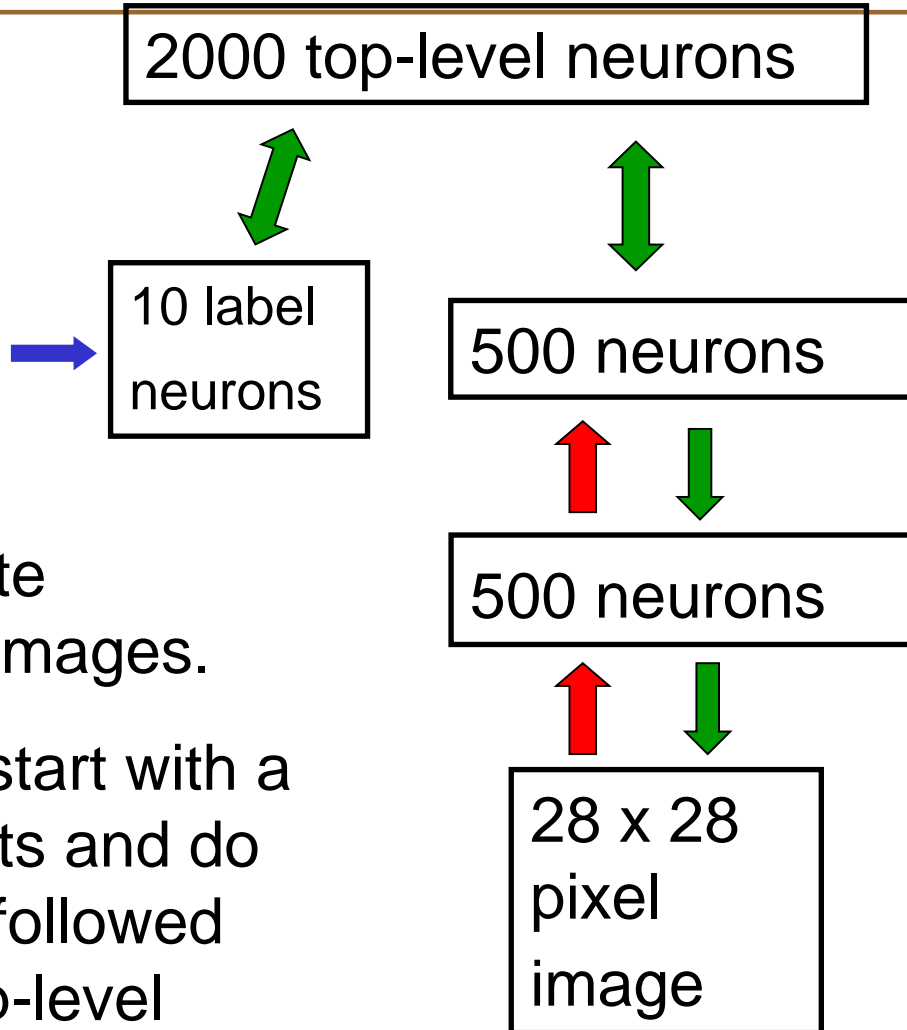 2000 top-level neurons
10 label
neurons
500 neurons
500 neurons
images.
start with a
and do
followed
28 x 28
pixel
image